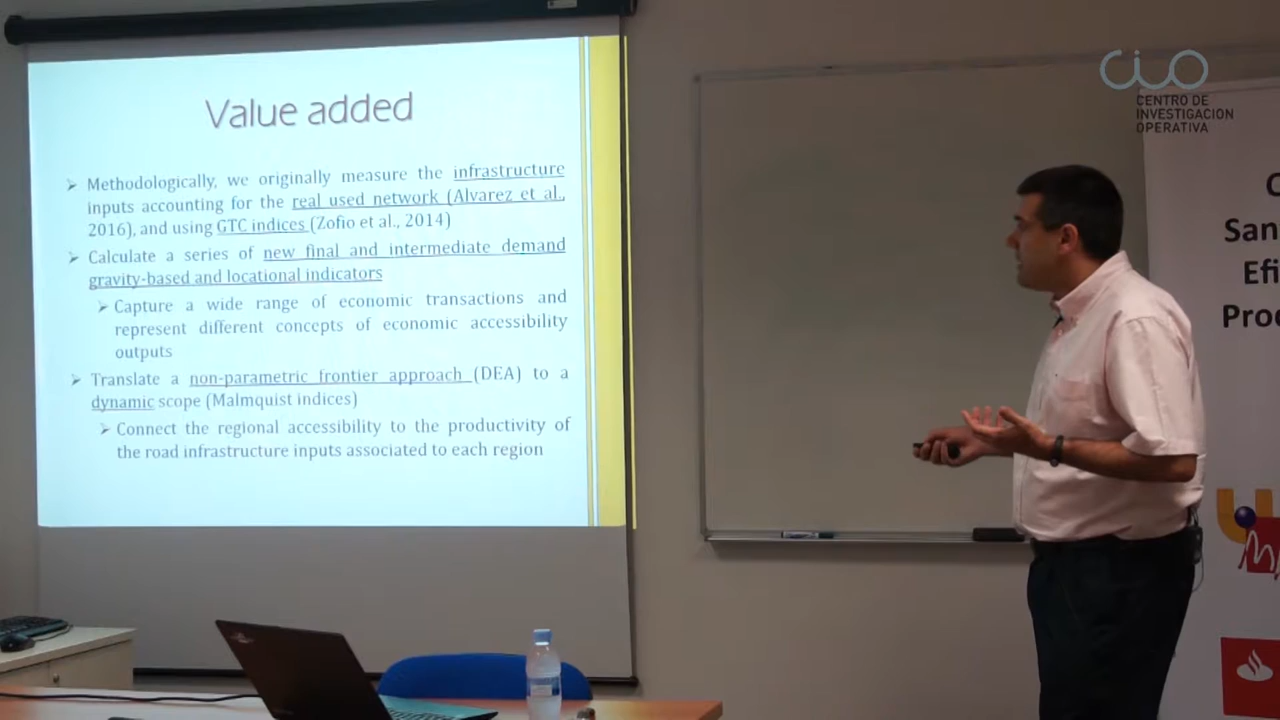 Value added
Methodologically, we originally measure the infrastructure
inputs accounting for the real used network (Alvarez et al.,
2016), and using GTC indices (Zofio et al., 2014)
Calculate a series of new final and intermediate demand
gravity-based and locational indicators
Capture a wide range of economic transactions and
represent different concepts of economic accessibility
outputs
Translate a non-parametric frontier approach (DEA) to a
dynamic scope (Malmquist indices)
Connect the regional accessibility to the productivity of
the road infrastructure inputs associated to each region
CIO
CENTRO DE
INVESTIGACION
OPERATIVA
San
Efi
Proc